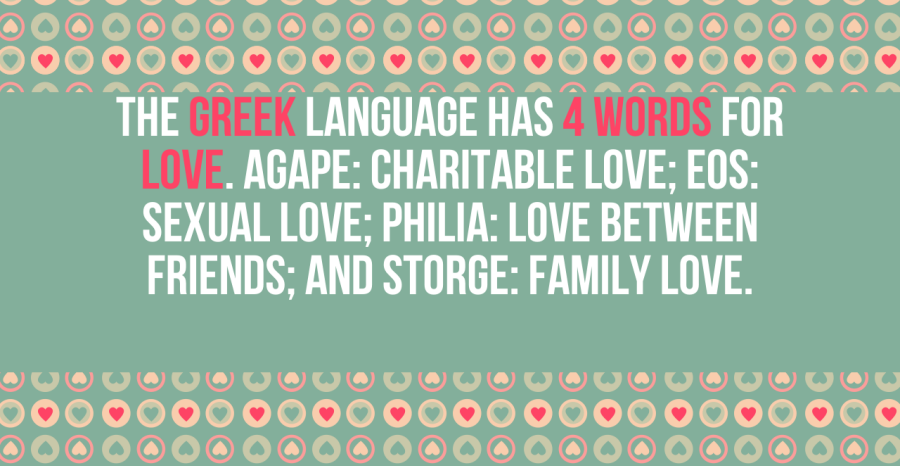 THE GREEK LANGUAGE HAS 4 WORDS FOR
LOVE. AGAPE: CHARITABLE LOVE; EOS:
SEXUAL LOVE; PHILIA: LOVE BETWEEN
FRIENDS; AND STORGE: FAMILY LOVE.